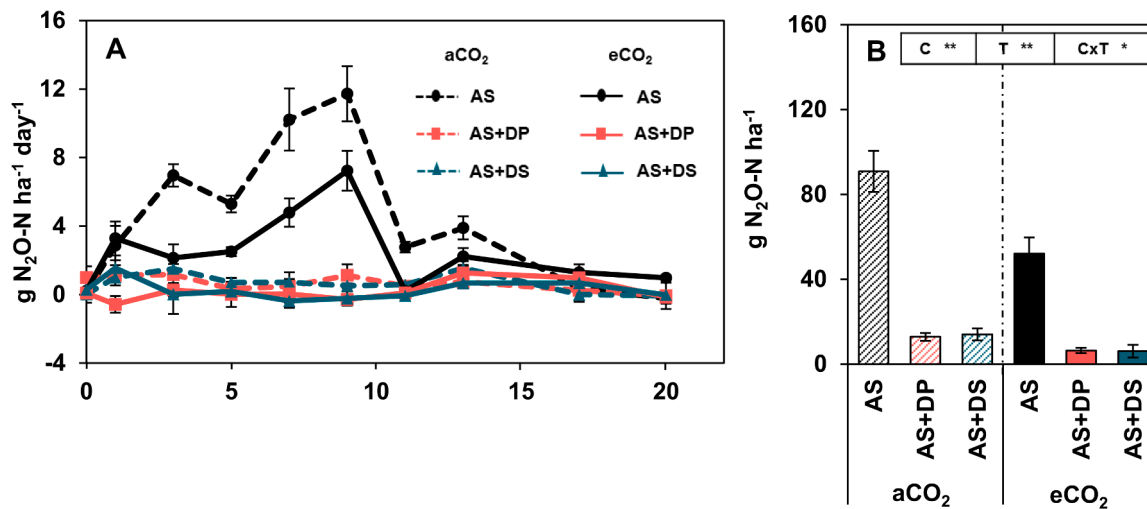 A
g N₂O-N ha⁻¹ day⁻¹
16
12
8
4
0
-4
0
5
10
15
20
aCO₂ eCO₂
AS AS
AS+DP AS+DP
AS+DS AS+DS
B
C ** T ** CxT *
g N₂O-N ha⁻¹
160
120
80
40
0
AS
AS+DP
AS+DS
AS
AS+DP
AS+DS
aCO₂ eCO₂